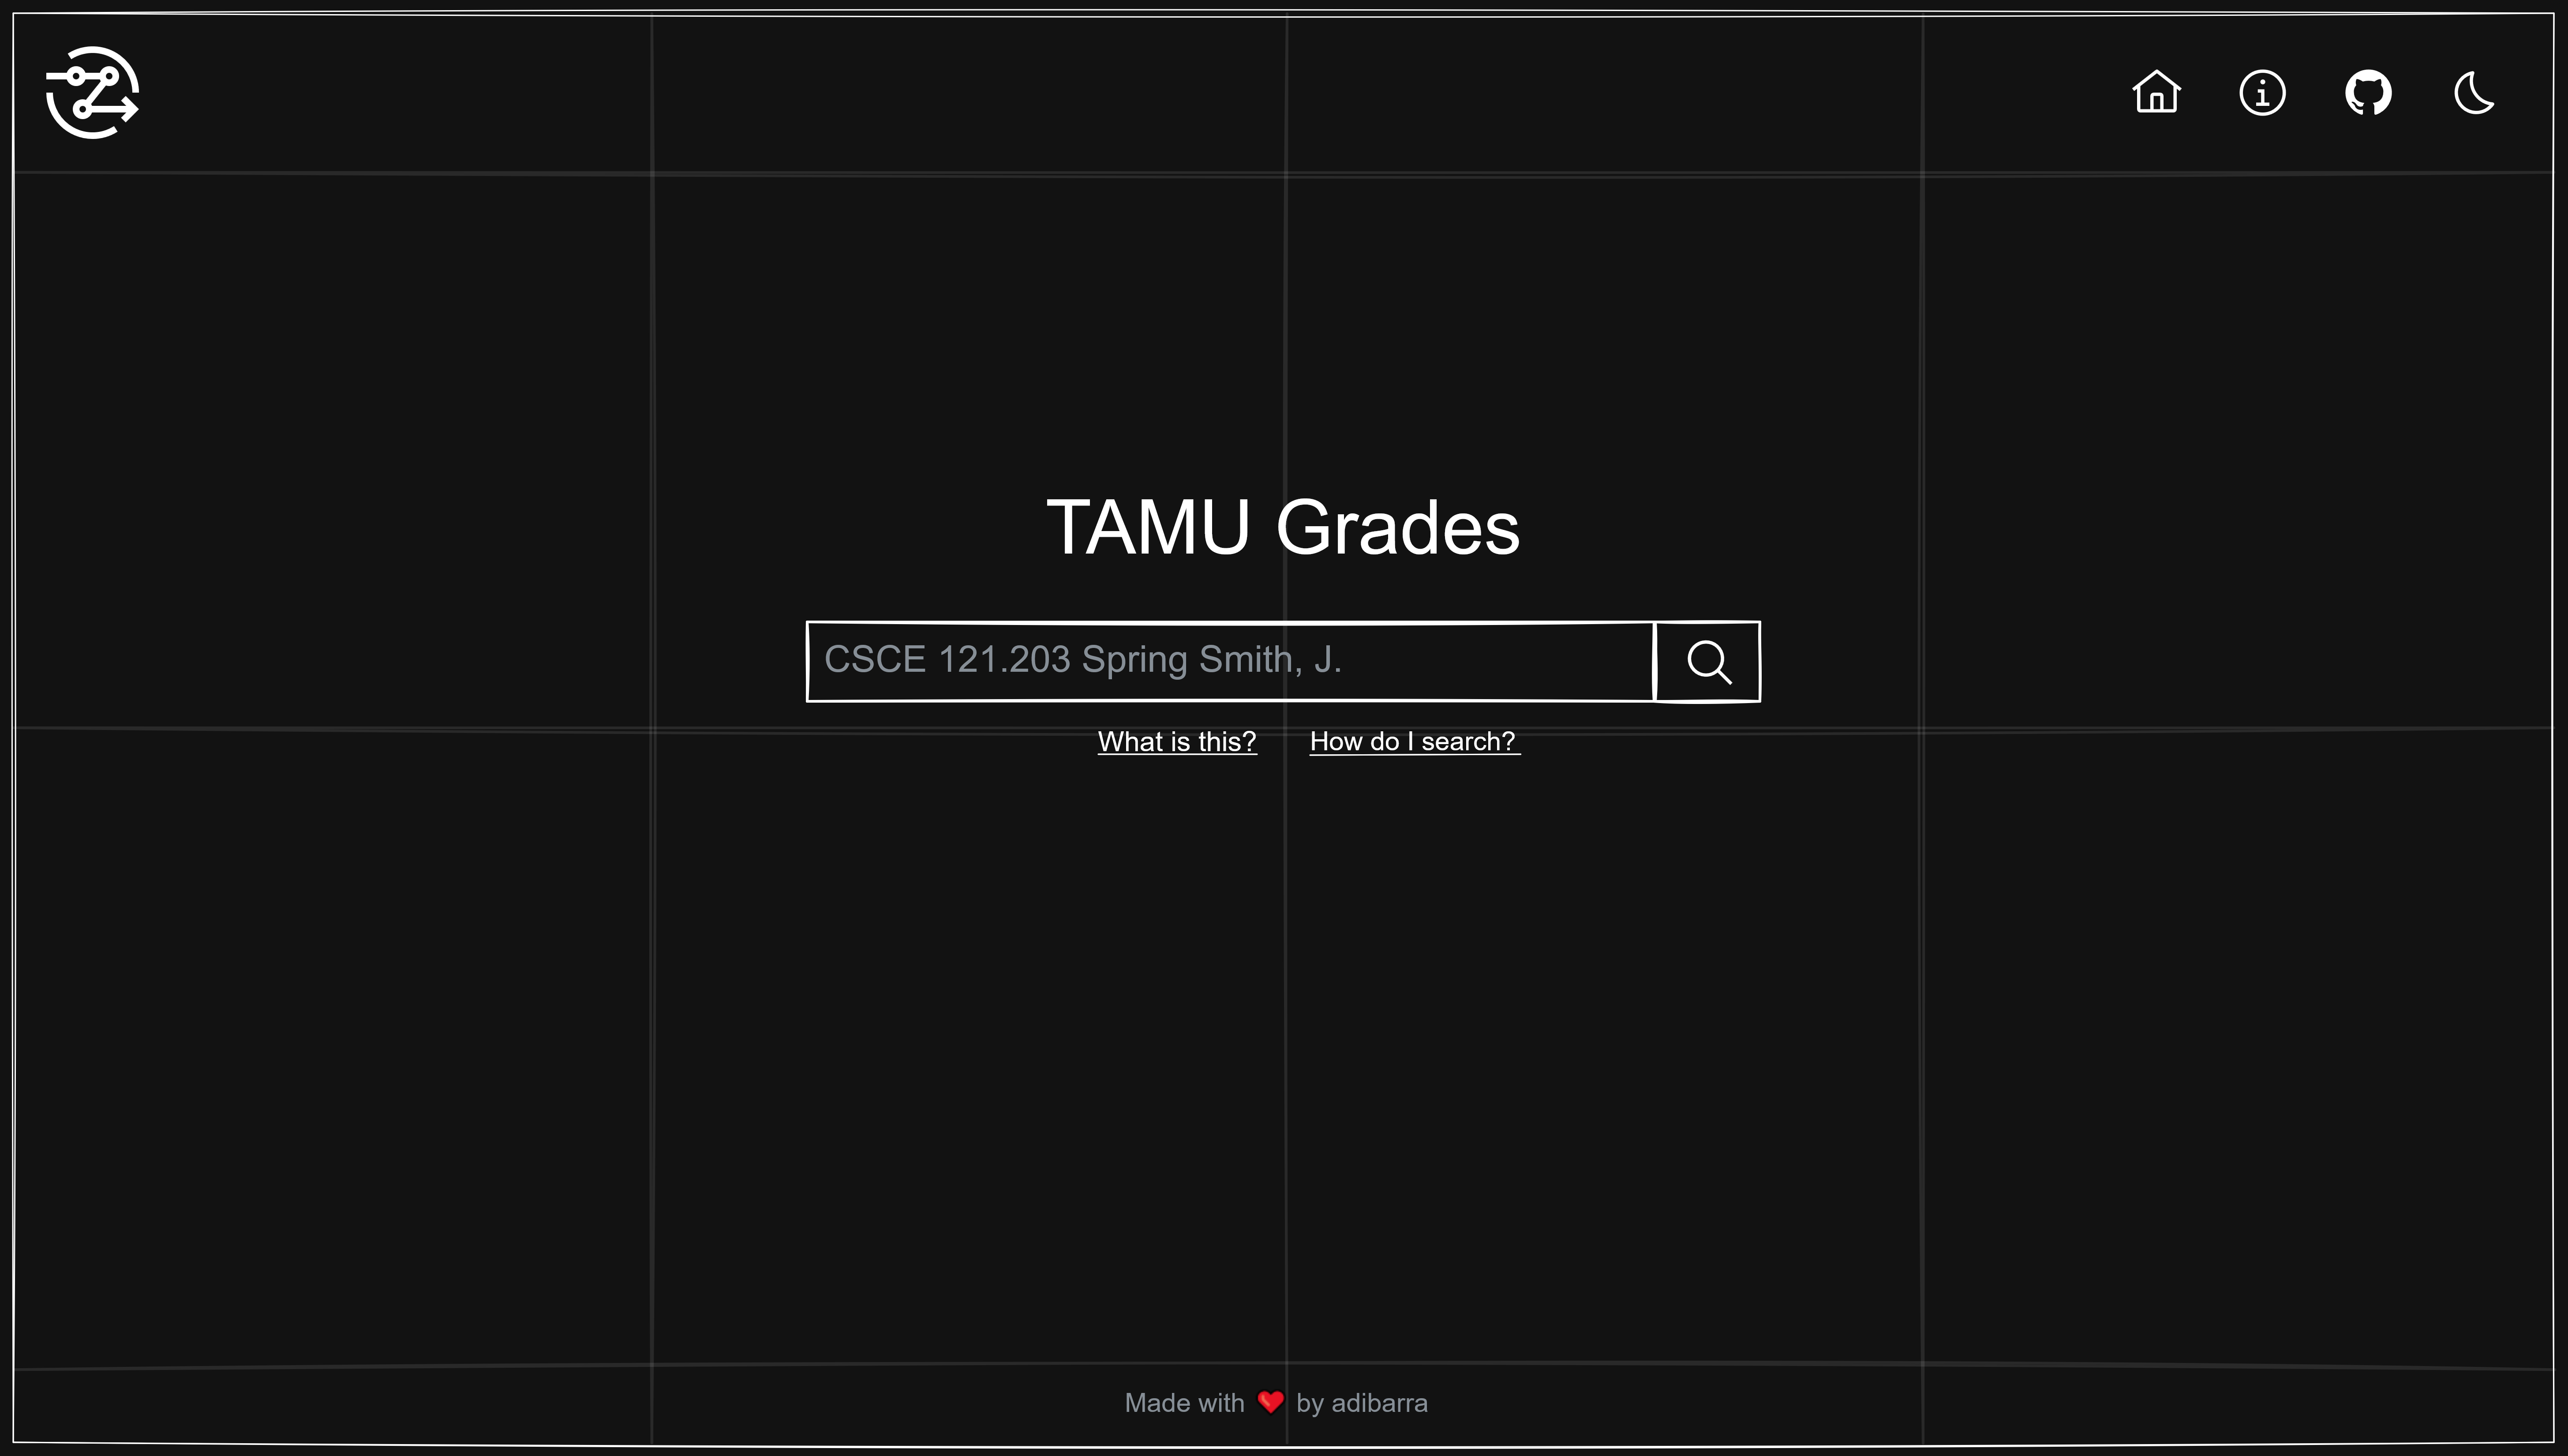 TAMU Grades
CSCE 121.203 Spring Smith, J.
What is this?
How do I search?
Made with ❤️ by adibarra